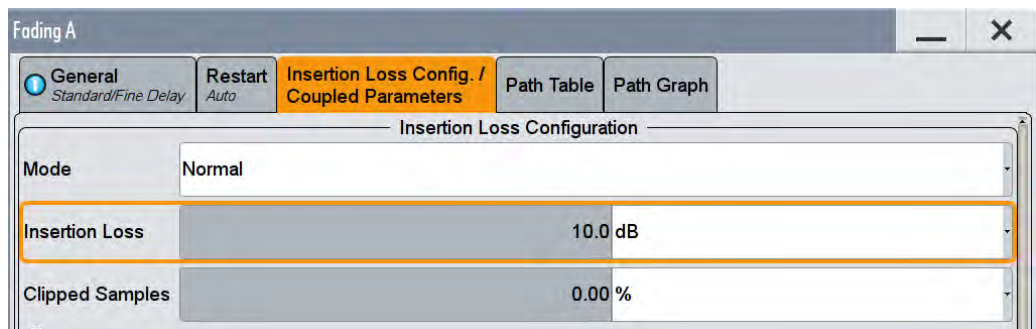 Fading A
General
Standard/Fine Delay
Restart
Auto
Insertion Loss Config. /
Coupled Parameters
Path Table
Path Graph
Insertion Loss Configuration
Mode Normal
Insertion Loss 10.0 dB
Clipped Samples 0.00 %